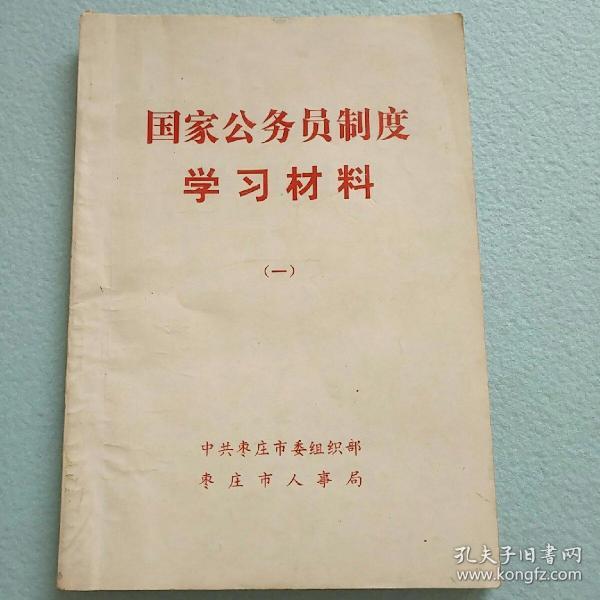 国家公务员制度
学习材料
（一）
中共枣庄市委组织部
枣庄市人事局
孔夫子旧書网
www.kongfz.com